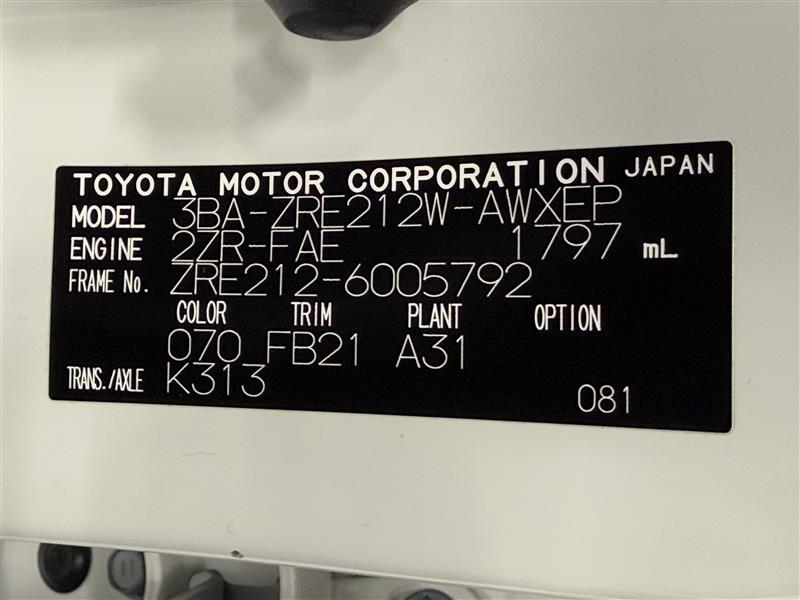 TOYOTA MOTOR CORPORATION JAPAN
MODEL 3BA-ZRE212W-AWXEP
ENGINE 2ZR-FAE 1797 mL
FRAME No. ZRE212-6005792
COLOR TRIM PLANT OPTION
070 FB21 A31
TRANS./AXLE K313
081